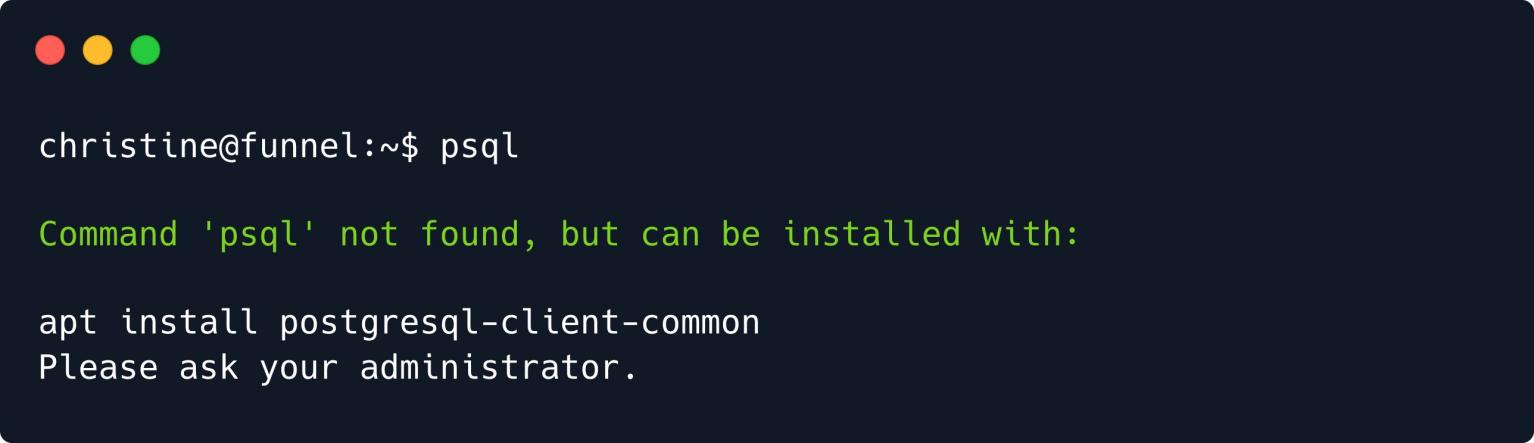 christine@funnel:~$ psql
Command 'psql' not found, but can be installed with:
apt install postgresql-client-common
Please ask your administrator.